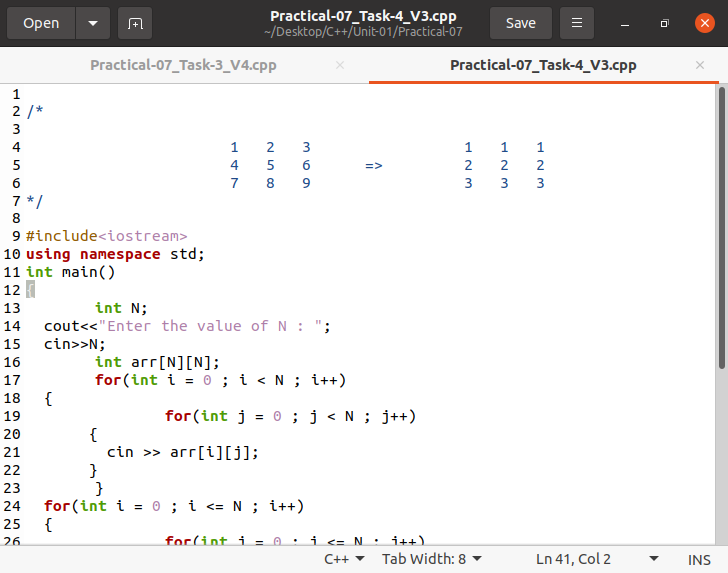 Open
Practical-07_Task-4_V3.cpp
~/Desktop/C++/Unit-01/Practical-07
Save
Practical-07_Task-3_V4.cpp ×
Practical-07_Task-4_V3.cpp ×
1
2 /*
3
4 1 2 3 1 1 1
5 4 5 6 => 2 2 2
6 7 8 9 3 3 3
7 */
8
9 #include<iostream>
10 using namespace std;
11 int main()
12 {
13 int N;
14 cout<<"Enter the value of N : ";
15 cin>>N;
16 int arr[N][N];
17 for(int i = 0 ; i < N ; i++)
18 {
19 for(int j = 0 ; j < N ; j++)
20 {
21 cin >> arr[i][j];
22 }
23 }
24 for(int i = 0 ; i <= N ; i++)
25 {
26 for(int j = 0 ; j <= N ; j++)
C++ Tab Width: 8 Ln 41, Col 2 INS